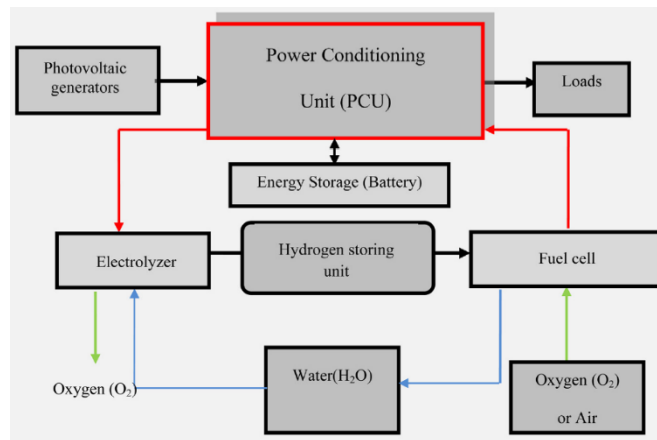 Photovoltaic
generators
Power Conditioning
Unit (PCU)
Loads
Energy Storage (Battery)
Electrolyzer
Hydrogen storing
unit
Fuel cell
Oxygen (O₂)
Water(H₂O)
Oxygen (O₂)
or Air